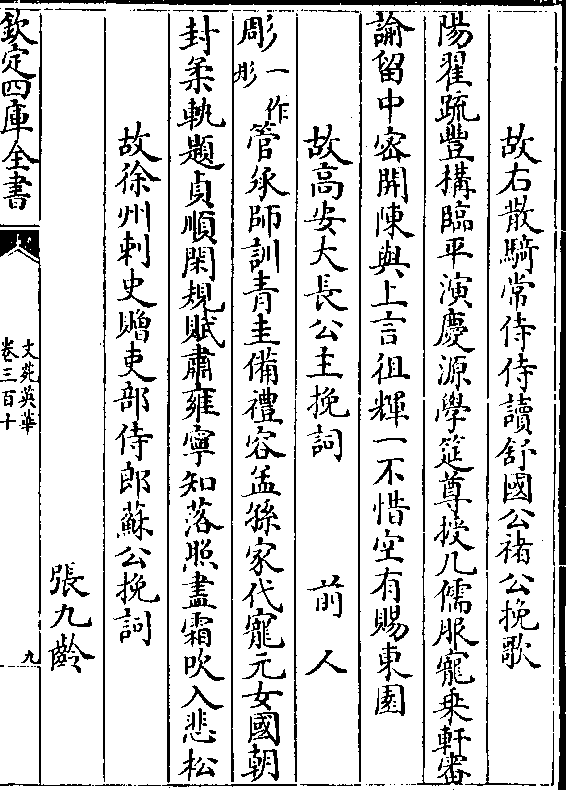 故右散騎常侍侍讀舒國公褚公挽歌
陽翟疏豐搆臨平演慶源學筵尊授几儒服寵乗軒審
諭留中密開陳與上言徂輝一不惜空有賜東園
故高安大長公主挽詞　前人
彫一作彤管承師訓青圭備禮容孟孫家代寵元女國朝
封柔軌題貞順閑規賦肅雍寧知落照盡霜吹入悲松
故徐州刺史贈吏部侍郎蘇公挽詞
張九齡
欽定四庫全書
文苑英華
卷三百十
九